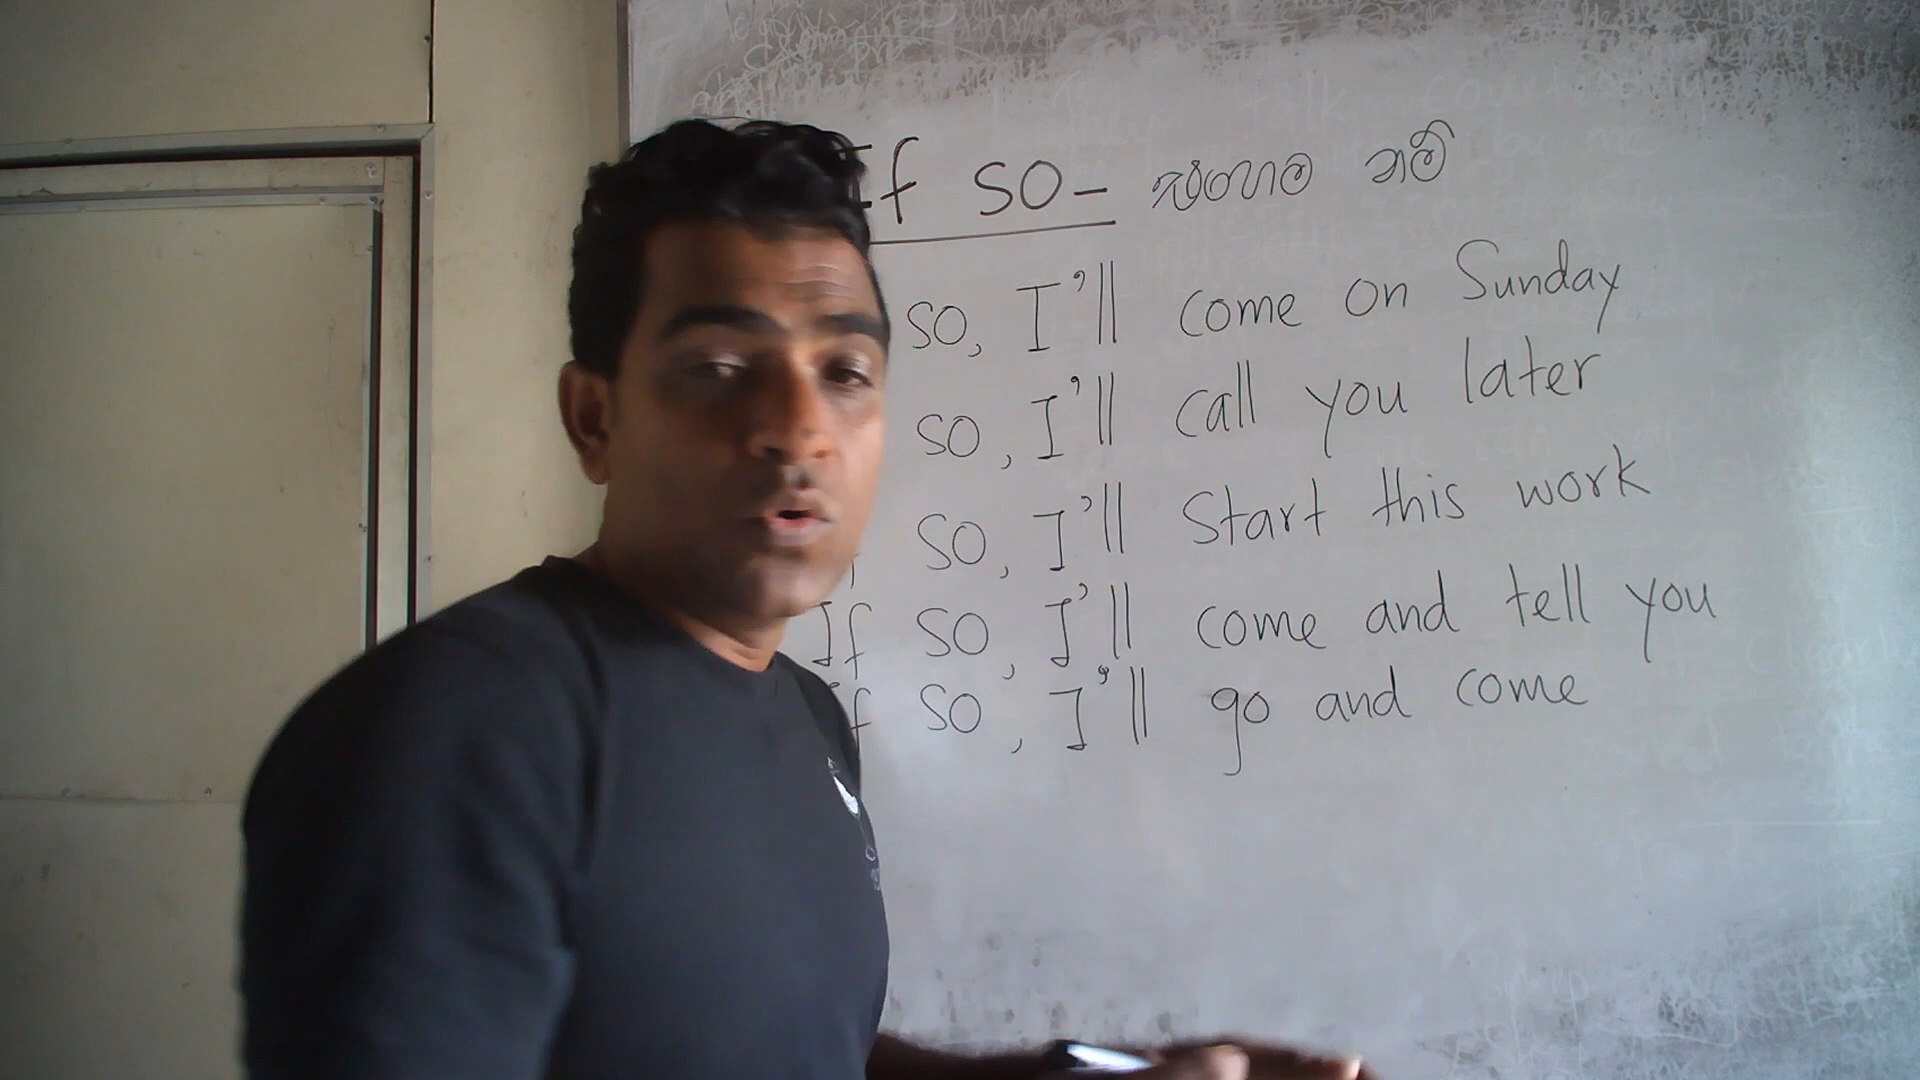 If so- එහෙම නම්
so, I'll come on Sunday
so, I'll call you later
so, I'll Start this work
If so, I'll come and tell you
If so, I'll go and come